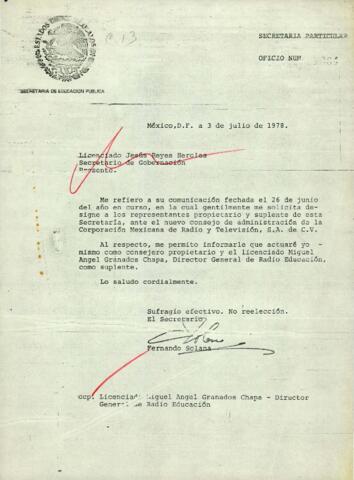 SECRETARIA PARTICULAR
OFICIO NUM.
SECRETARIA DE EDUCACION PUBLICA
México,D.F. a 3 de julio de 1978.
Licenciado Jesús Reyes Heroles
Secretario de Gobernación
Presente.
Me refiero a su comunicación fechada el 26 de junio
del año en curso, en la cual gentilmente me solicita de-
signe a los representantes propietario y suplente de esta
Secretaría, ante el nuevo consejo de administración de la
Corporación Mexicana de Radio y Televisión, S.A. de C.V.
Al respecto, me permito informarle que actuaré yo -
mismo como consejero propietario y el Licenciado Miguel
Angel Granados Chapa, Director General de Radio Educación,
como suplente.
Lo saludo cordialmente.
Sufragio efectivo. No reelección.
El Secretario
Fernando Solana
ccp. Licenciado Miguel Angel Granados Chapa - Director
General de Radio Educación